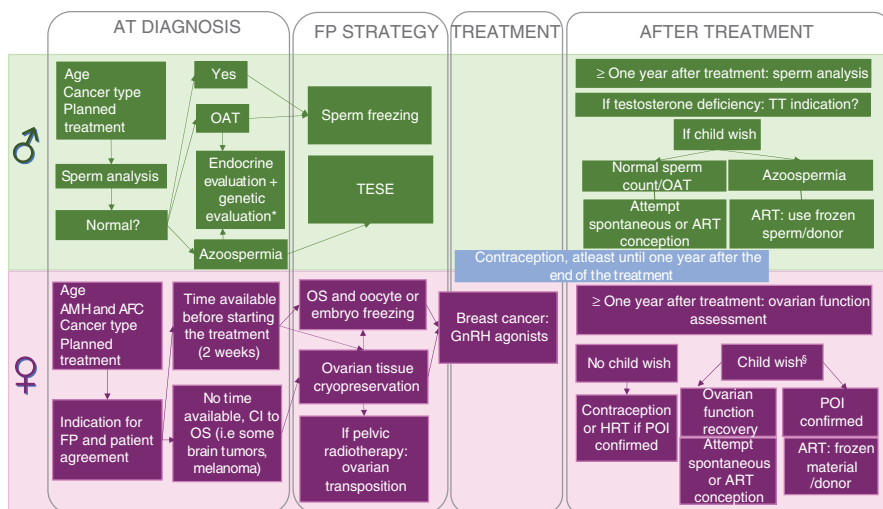 AT DIAGNOSIS
FP STRATEGY
TREATMENT
AFTER TREATMENT
Age
Cancer type
Planned
treatment
Sperm analysis
Normal?
Yes
OAT
Endocrine
evaluation +
genetic
evaluation*
Azoospermia
Sperm freezing
TESE
≥ One year after treatment: sperm analysis
If testosterone deficiency: TT indication?
If child wish
Normal sperm
count/OAT
Azoospermia
Attempt
spontaneous or ART
conception
ART: use frozen
sperm/donor
Contraception, atleast until one year after the
end of the treatment
Age
AMH and AFC
Cancer type
Planned
treatment
Indication for
FP and patient
agreement
Time available
before starting
the treatment
(2 weeks)
No time
available, CI to
OS (i.e some
brain tumors,
melanoma)
OS and oocyte or
embryo freezing
Ovarian tissue
cryopreservation
If pelvic
radiotherapy:
ovarian
transposition
Breast cancer:
GnRH agonists
≥ One year after treatment: ovarian function
assessment
No child wish
Child wish§
Contraception
or HRT if POI
confirmed
Ovarian
function
recovery
POI
confirmed
Attempt
spontaneous or
ART
conception
ART: frozen
material
/donor